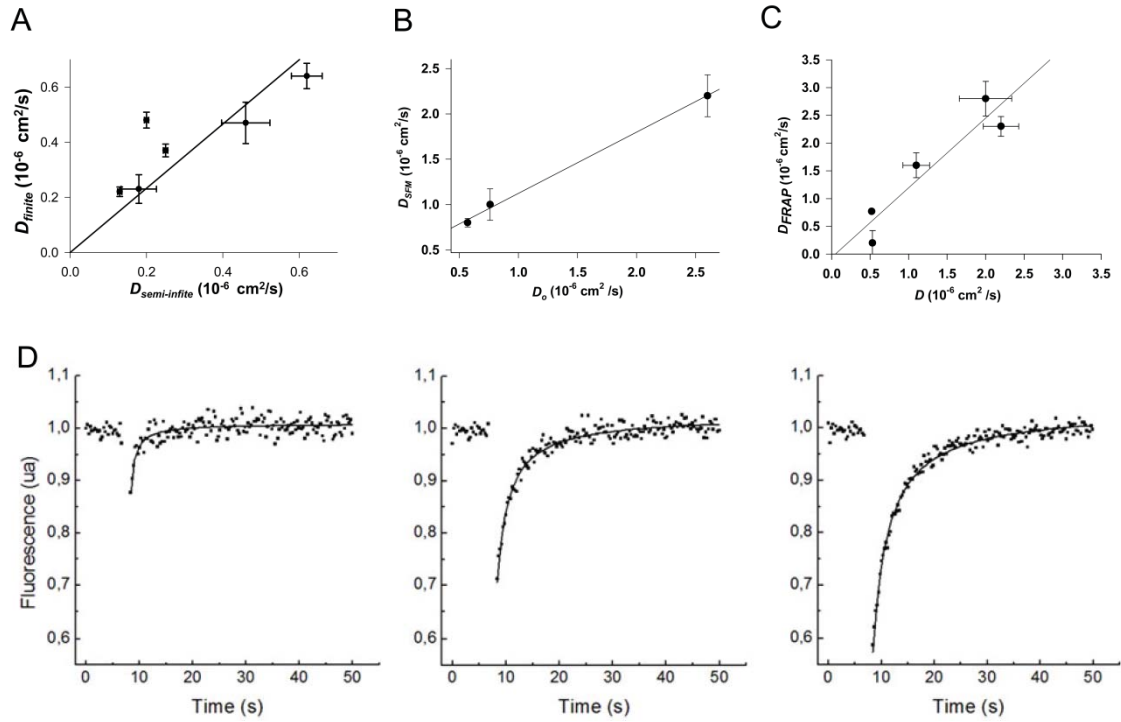 A
D_finite (10⁻⁶ cm²/s)
0.6
0.4
0.2
0.0
0.0 0.2 0.4 0.6
D_semi-infite (10⁻⁶ cm²/s)
B
D_SFM (10⁻⁶ cm²/s)
2.5
2.0
1.5
1.0
0.5
0.5 1.0 1.5 2.0 2.5
D_o (10⁻⁶ cm²/s)
C
D_FRAP (10⁻⁶ cm²/s)
3.5
3.0
2.5
2.0
1.5
1.0
0.5
0.0
0.0 0.5 1.0 1.5 2.0 2.5 3.0 3.5
D (10⁻⁶ cm²/s)
D
Fluorescence (ua)
1,1
1,0
0,9
0,8
0,7
0,6
0 10 20 30 40 50
Time (s)
1,1
1,0
0,9
0,8
0,7
0,6
0 10 20 30 40 50
Time (s)
1,1
1,0
0,9
0,8
0,7
0,6
0 10 20 30 40 50
Time (s)